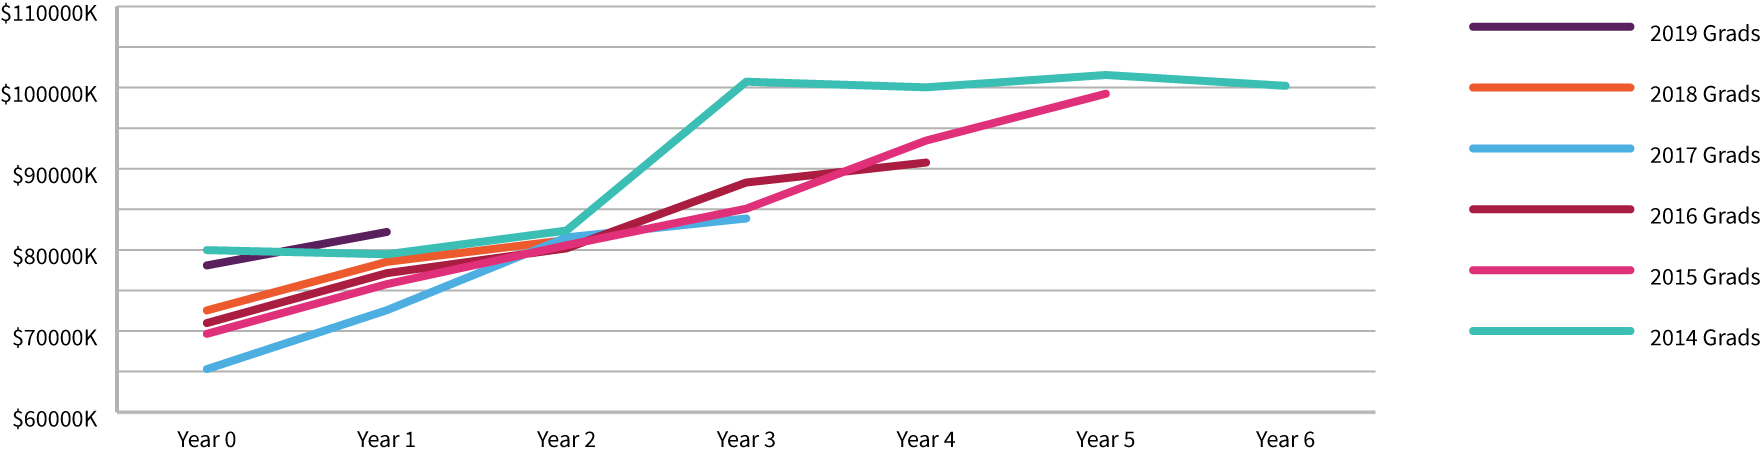 $110000K
$100000K
$90000K
$80000K
$70000K
$60000K
Year 0
Year 1
Year 2
Year 3
Year 4
Year 5
Year 6
2019 Grads
2018 Grads
2017 Grads
2016 Grads
2015 Grads
2014 Grads